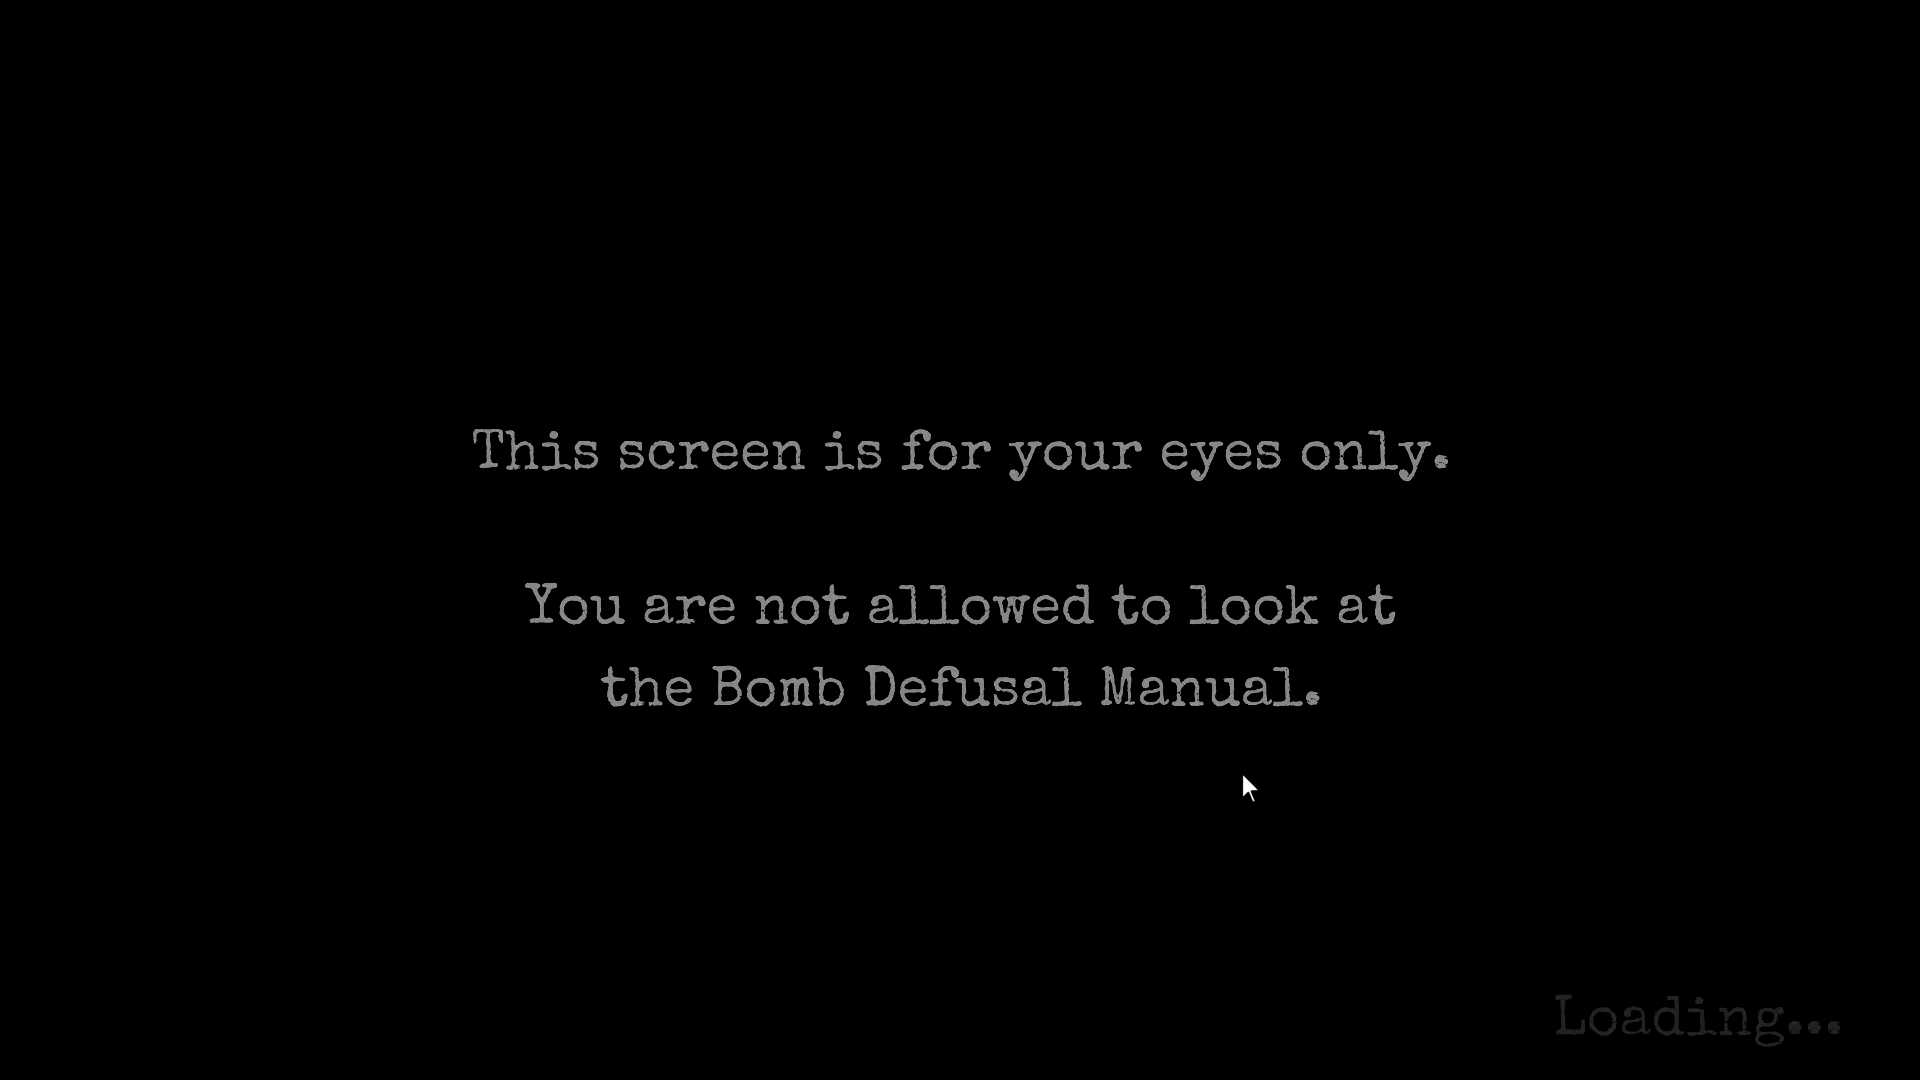 This screen is for your eyes only.
You are not allowed to look at
the Bomb Defusal Manual.
Loading...